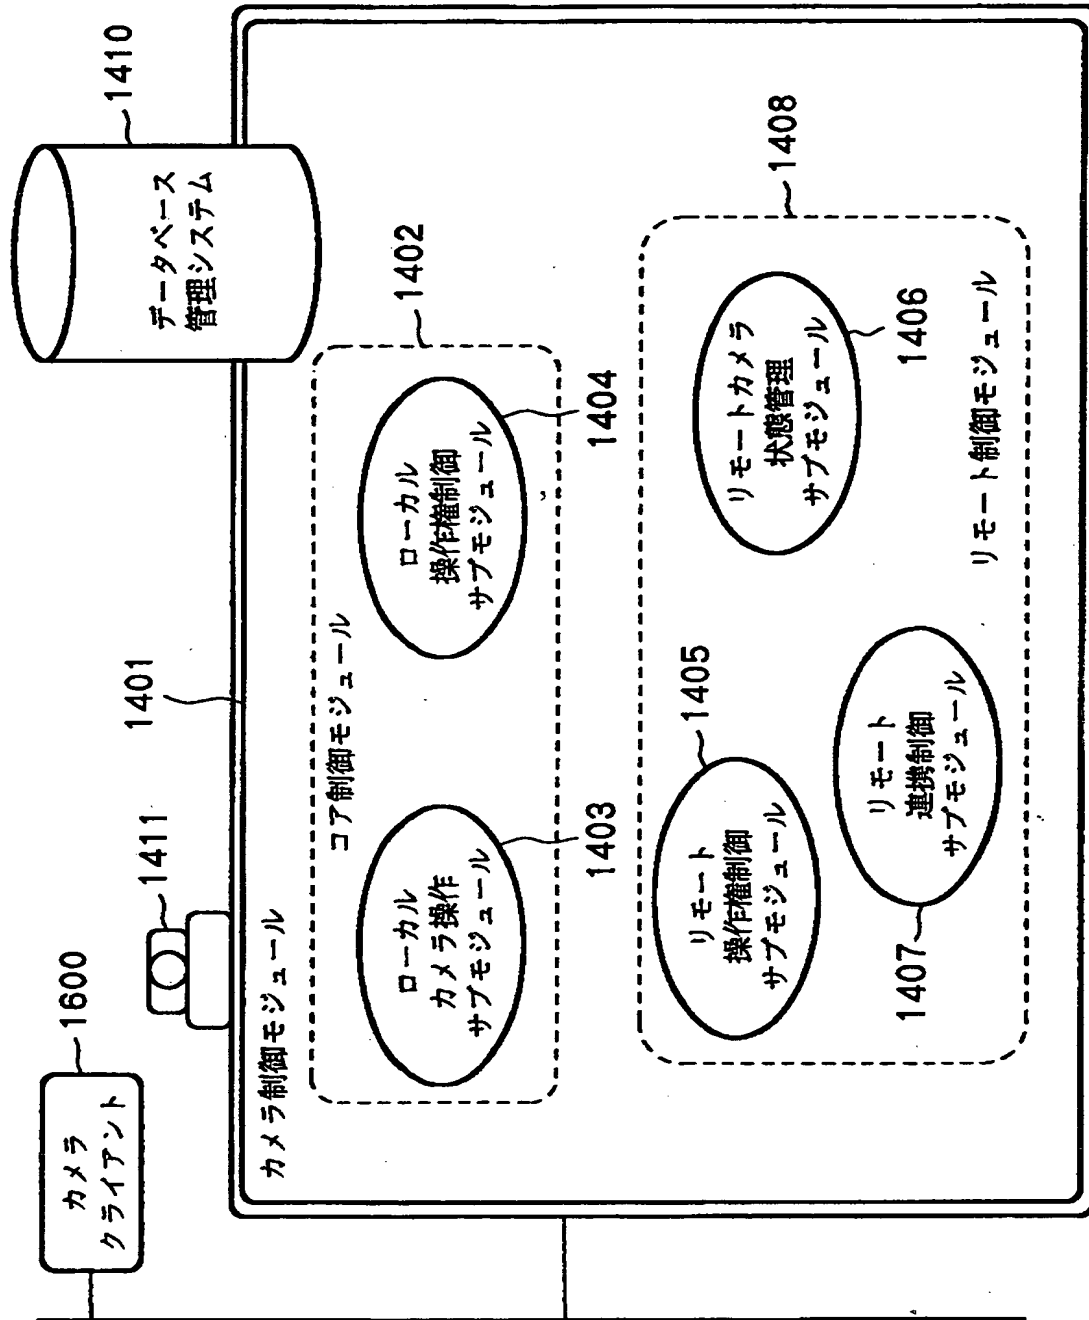 カメラ
クライアント
1600
1411
1401
データベース
管理システム
1410
カメラ制御モジュール
コア制御モジュール
1402
ローカル
カメラ操作
サブモジュール
1403
ローカル
操作権制御
サブモジュール
1404
リモート
操作権制御
サブモジュール
1405
リモートカメラ
状態管理
サブモジュール
1406
リモート
連携制御
サブモジュール
1407
リモート制御モジュール
1408